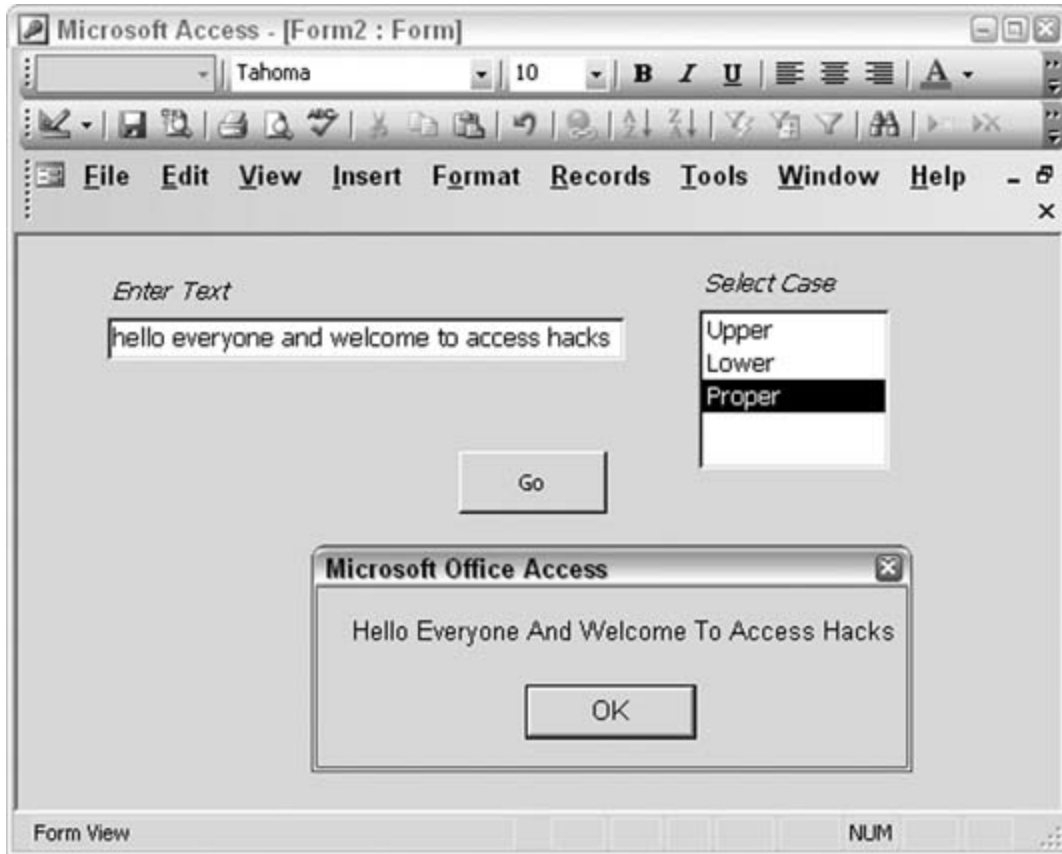 Microsoft Access - [Form2 : Form]
Tahoma 10 B I U A
ABC
File Edit View Insert Format Records Tools Window Help
Enter Text
Select Case
hello everyone and welcome to access hacks
Upper
Lower
Proper
Go
Microsoft Office Access
Hello Everyone And Welcome To Access Hacks
OK
Form View NUM